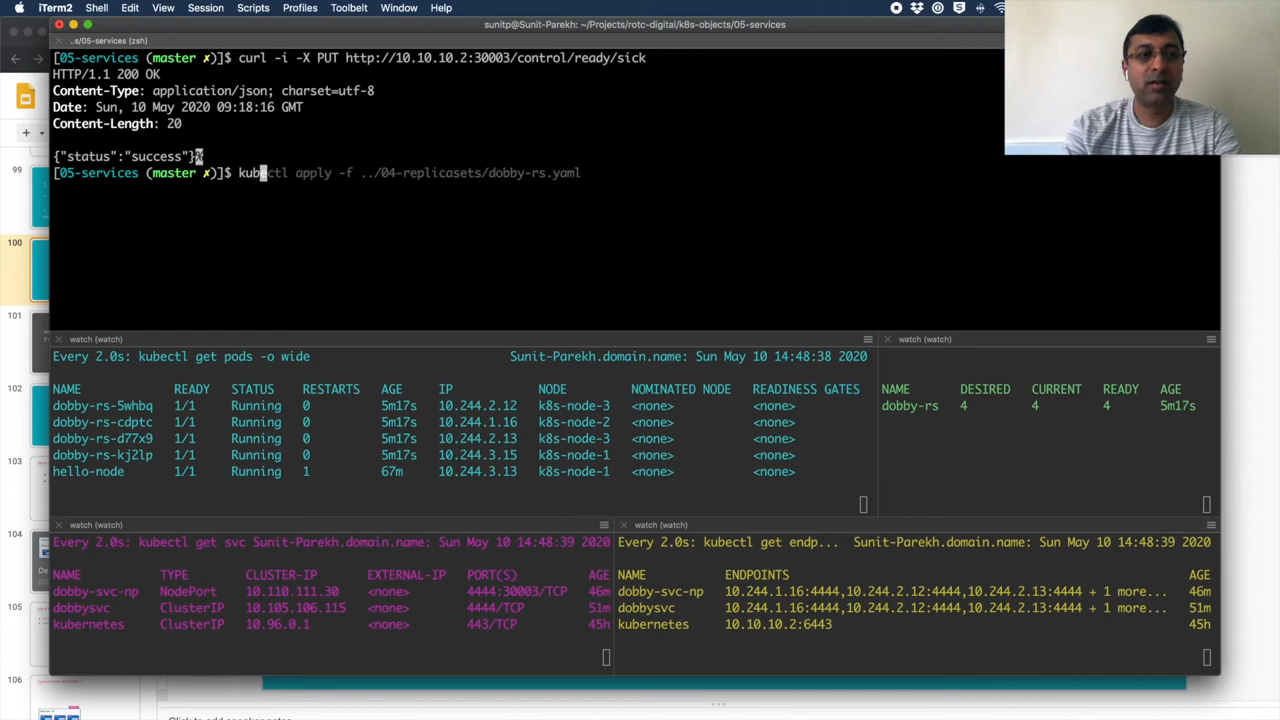 iTerm2 Shell Edit View Session Scripts Profiles Toolbelt Window Help
sunitp@Sunit-Parekh: ~/Projects/rotc-digital/k8s-objects/05-services
..s/05-services (zsh)
[05-services (master ✗)]$ curl -i -X PUT http://10.10.10.2:30003/control/ready/sick
HTTP/1.1 200 OK
Content-Type: application/json; charset=utf-8
Date: Sun, 10 May 2020 09:18:16 GMT
Content-Length: 20
{"status":"success"}%
[05-services (master ✗)]$ kubectl apply -f ../04-replicasets/dobby-rs.yaml
99
100
101
102
103
104
105
106
watch (watch)
Every 2.0s: kubectl get pods -o wide Sunit-Parekh.domain.name: Sun May 10 14:48:38 2020
NAME READY STATUS RESTARTS AGE IP NODE NOMINATED NODE READINESS GATES
dobby-rs-5whbq 1/1 Running 0 5m17s 10.244.2.12 k8s-node-3 <none> <none>
dobby-rs-cdptc 1/1 Running 0 5m17s 10.244.1.16 k8s-node-2 <none> <none>
dobby-rs-d77x9 1/1 Running 0 5m17s 10.244.2.13 k8s-node-3 <none> <none>
dobby-rs-kj2lp 1/1 Running 0 5m17s 10.244.3.15 k8s-node-1 <none> <none>
hello-node 1/1 Running 1 67m 10.244.3.13 k8s-node-1 <none> <none>
watch (watch)
NAME DESIRED CURRENT READY AGE
dobby-rs 4 4 4 5m17s
watch (watch)
Every 2.0s: kubectl get svc Sunit-Parekh.domain.name: Sun May 10 14:48:39 2020
NAME TYPE CLUSTER-IP EXTERNAL-IP PORT(S) AGE
dobby-svc-np NodePort 10.110.111.30 <none> 4444:30003/TCP 46m
dobbysvc ClusterIP 10.105.106.115 <none> 4444/TCP 51m
kubernetes ClusterIP 10.96.0.1 <none> 443/TCP 45h
watch (watch)
Every 2.0s: kubectl get endp... Sunit-Parekh.domain.name: Sun May 10 14:48:39 2020
NAME ENDPOINTS AGE
dobby-svc-np 10.244.1.16:4444,10.244.2.12:4444,10.244.2.13:4444 + 1 more... 46m
dobbysvc 10.244.1.16:4444,10.244.2.12:4444,10.244.2.13:4444 + 1 more... 51m
kubernetes 10.10.10.2:6443 45h
Click to add speaker notes